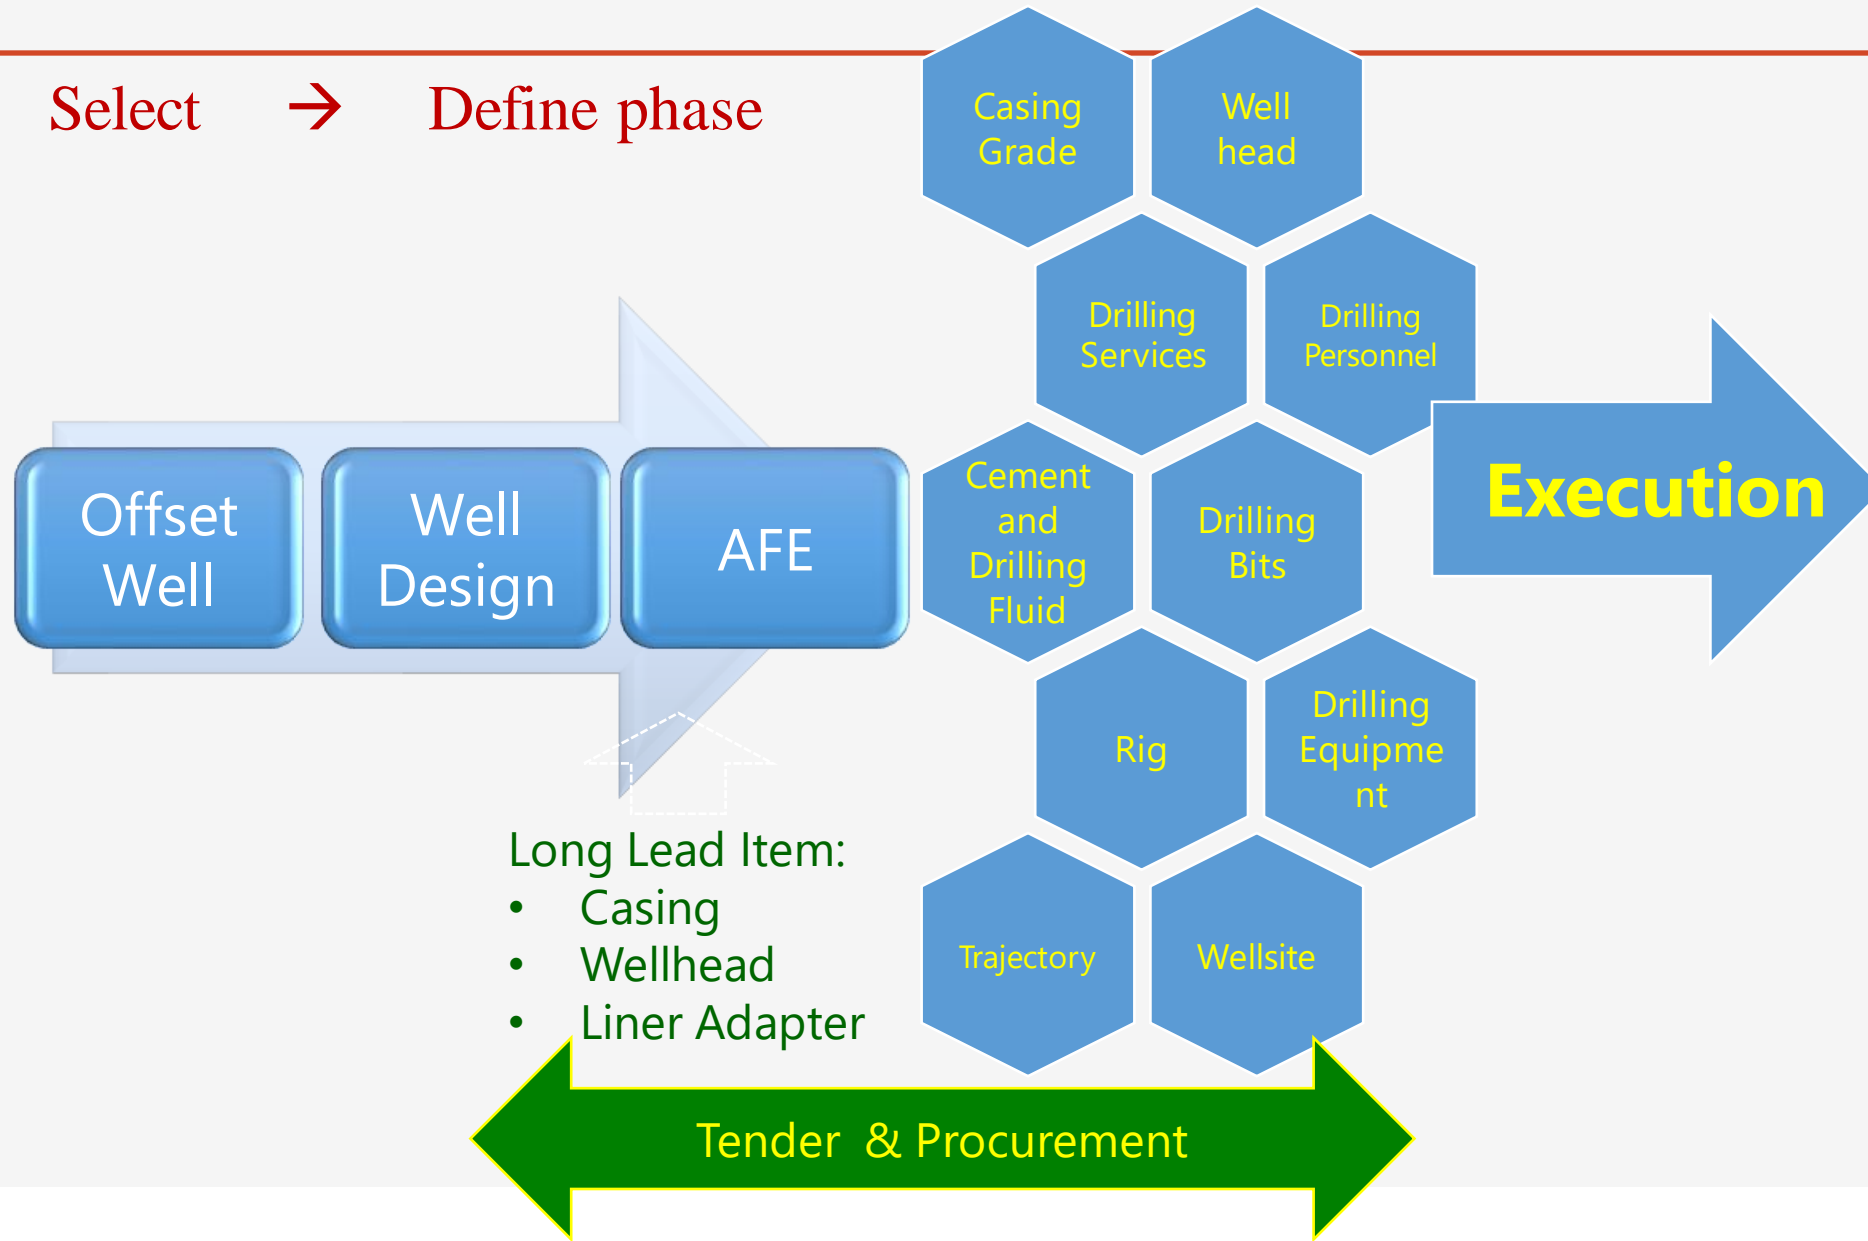 Select → Define phase
Casing
Grade
Well
head
Drilling
Services
Drilling
Personnel
Offset
Well
Well
Design
AFE
Cement
and
Drilling
Fluid
Drilling
Bits
Execution
Rig
Drilling
Equipme
nt
Long Lead Item:
• Casing
• Wellhead
• Liner Adapter
Trajectory
Wellsite
Tender & Procurement